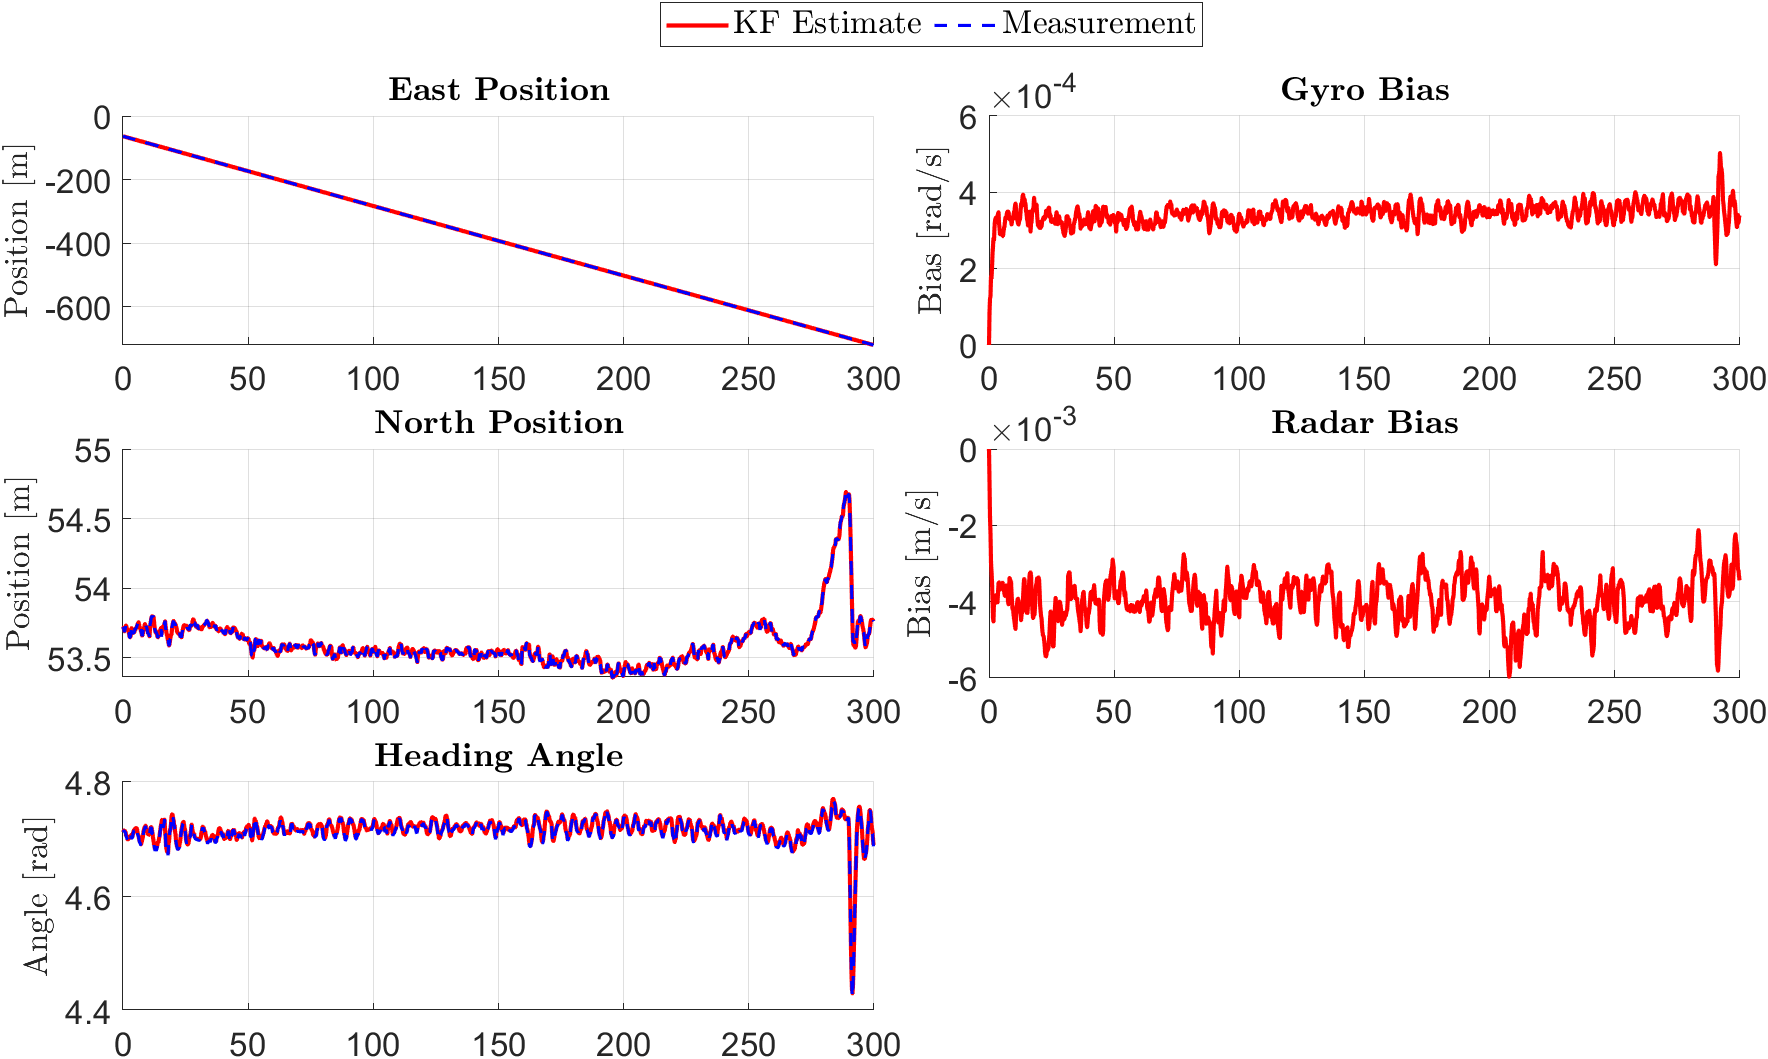 KF Estimate Measurement
East Position
Position [m]
0
-200
-400
-600
0 50 100 150 200 250 300
Gyro Bias
×10-4
Bias [rad/s]
6
4
2
0
0 50 100 150 200 250 300
North Position
Position [m]
55
54.5
54
53.5
0 50 100 150 200 250 300
Radar Bias
×10-3
Bias [m/s]
0
-2
-4
-6
0 50 100 150 200 250 300
Heading Angle
Angle [rad]
4.8
4.6
4.4
0 50 100 150 200 250 300